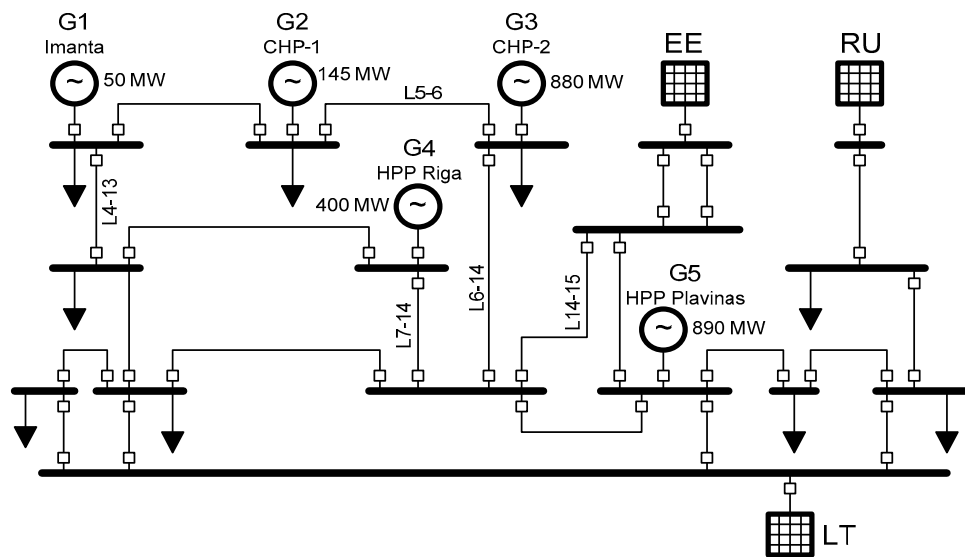 G1
Imanta
50 MW
~
G2
CHP-1
145 MW
~
G3
CHP-2
880 MW
~
EE
RU
L5-6
G4
HPP Riga
400 MW
~
L4-13
L7-14
L6-14
L14-15
G5
HPP Plavinas
890 MW
~
LT